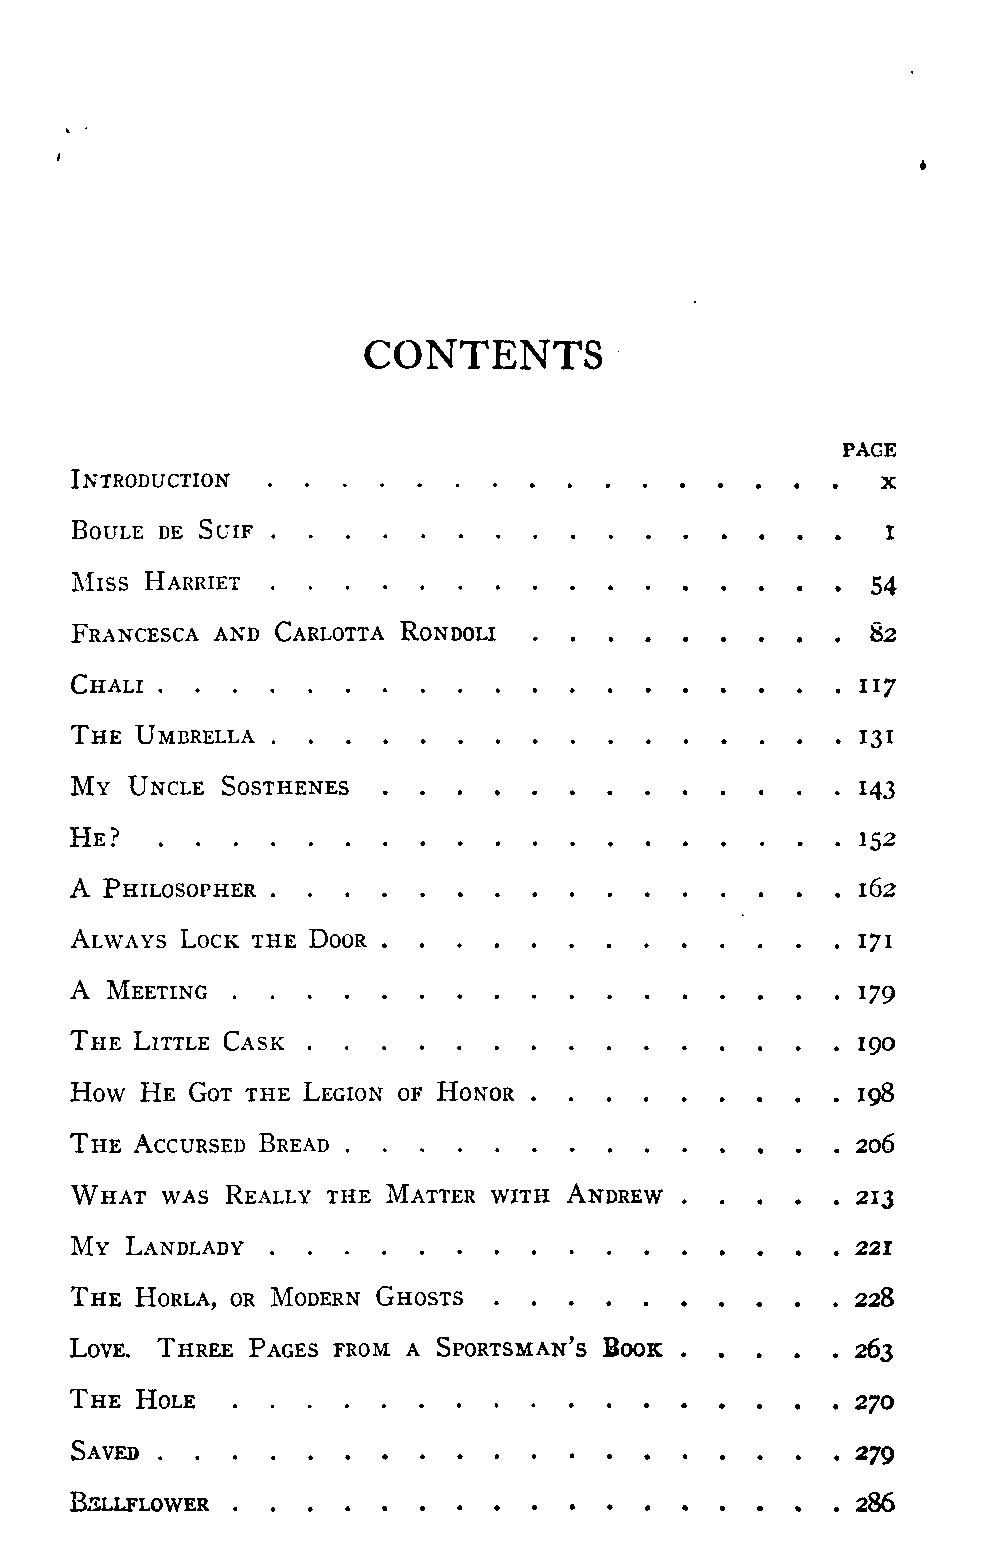 CONTENTS
PAGE
Introduction . . . . . . . . . . . . . . . . x
Boule de Suif . . . . . . . . . . . . . . . . 1
Miss Harriet . . . . . . . . . . . . . . . . 54
Francesca and Carlotta Rondoli . . . . . . . . . 82
Chali . . . . . . . . . . . . . . . . . . . 117
The Umbrella . . . . . . . . . . . . . . . . 131
My Uncle Sosthenes . . . . . . . . . . . . . 143
He? . . . . . . . . . . . . . . . . . . . 152
A Philosopher . . . . . . . . . . . . . . . . 162
Always Lock the Door . . . . . . . . . . . . . 171
A Meeting . . . . . . . . . . . . . . . . . 179
The Little Cask . . . . . . . . . . . . . . . 190
How He Got the Legion of Honor . . . . . . . . . 198
The Accursed Bread . . . . . . . . . . . . . . 206
What was Really the Matter with Andrew . . . . . 213
My Landlady . . . . . . . . . . . . . . . . 221
The Horla, or Modern Ghosts . . . . . . . . . . 228
Love. Three Pages from a Sportsman's Book . . . . . 263
The Hole . . . . . . . . . . . . . . . . . 270
Saved . . . . . . . . . . . . . . . . . . . 279
Bellflower . . . . . . . . . . . . . . . . . 286